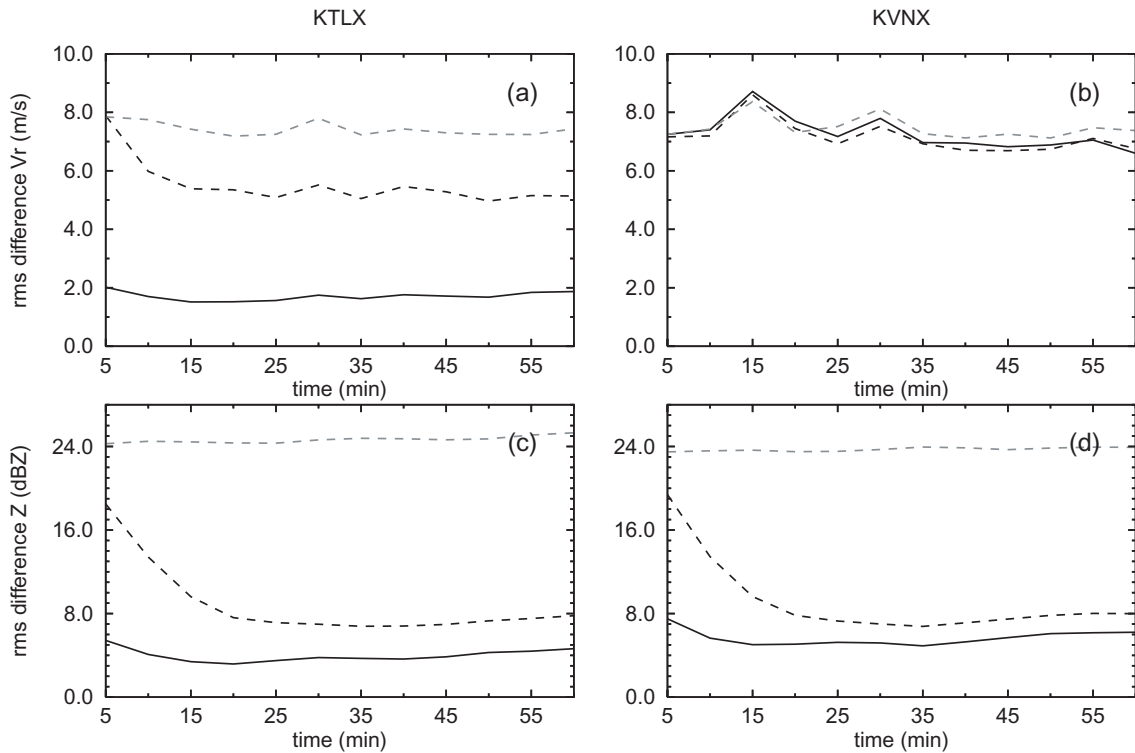 KTLX
KVNX
rms difference Vr (m/s)
10.0
8.0
6.0
4.0
2.0
0.0
(a)
5 15 25 35 45 55
time (min)
10.0
8.0
6.0
4.0
2.0
0.0
(b)
5 15 25 35 45 55
time (min)
rms difference Z (dBZ)
24.0
16.0
8.0
0.0
(c)
5 15 25 35 45 55
time (min)
24.0
16.0
8.0
0.0
(d)
5 15 25 35 45 55
time (min)